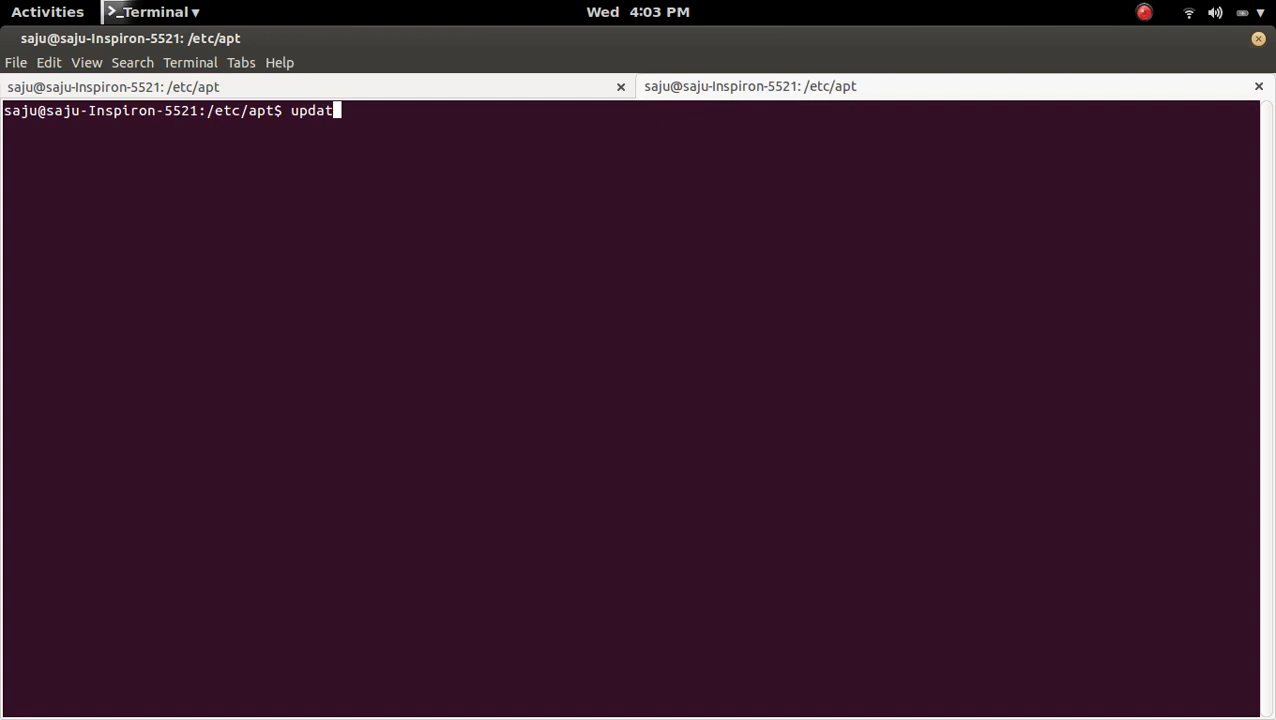 Activities >_Terminal ▾ Wed 4:03 PM
saju@saju-Inspiron-5521: /etc/apt
File Edit View Search Terminal Tabs Help
saju@saju-Inspiron-5521: /etc/apt × saju@saju-Inspiron-5521: /etc/apt ×
saju@saju-Inspiron-5521:/etc/apt$ updat